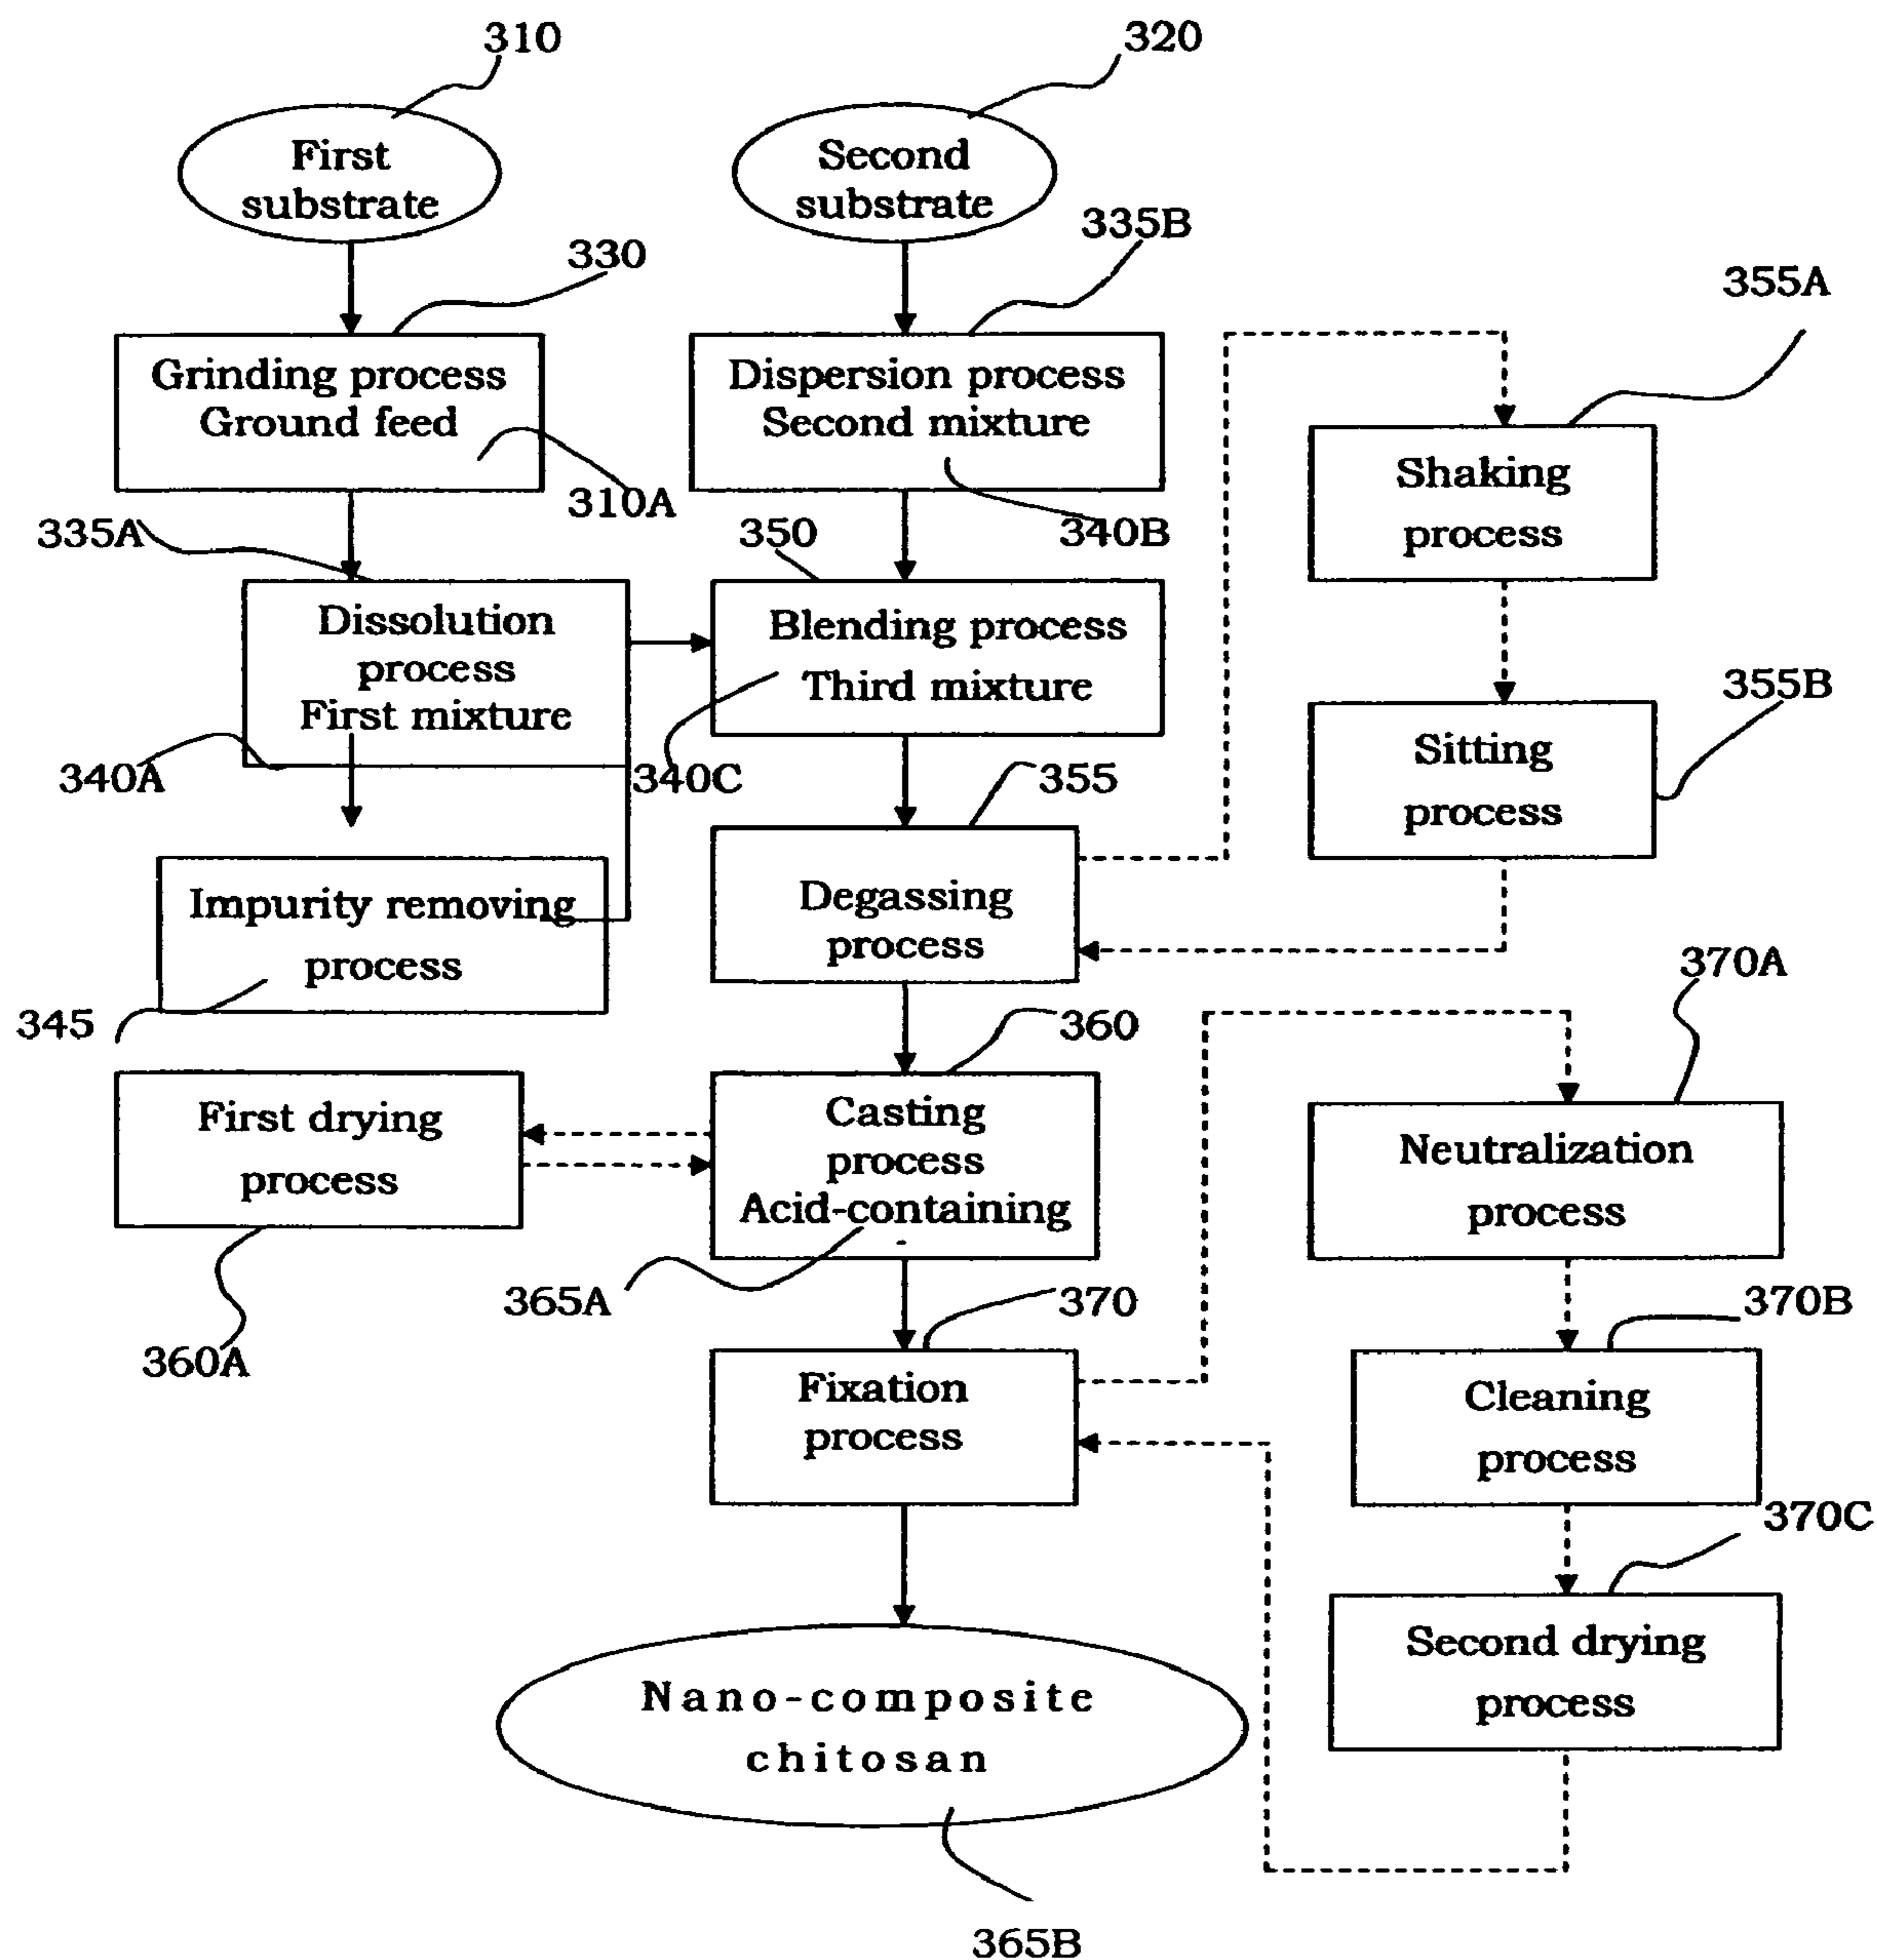 310
320
First
substrate
Second
substrate
330
335B
355A
Grinding process
Ground feed
Dispersion process
Second mixture
Shaking
process
310A
335A
350
340B
Dissolution
process
First mixture
Blending process
Third mixture
355B
Sitting
process
340A
340C
355
Impurity removing
process
Degassing
process
345
370A
360
First drying
process
Casting
process
Acid-containing
Neutralization
process
365A
370
370B
360A
Fixation
process
Cleaning
process
370C
Second drying
process
Nano-composite
chitosan
365B